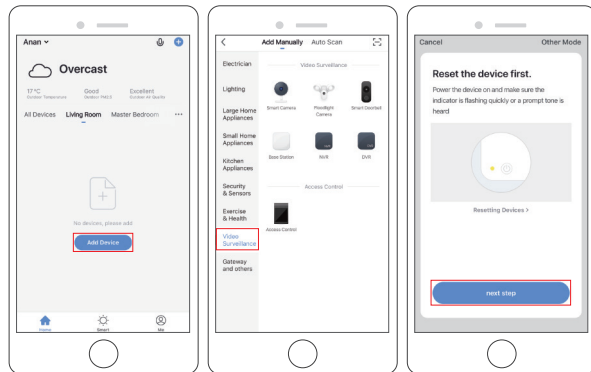 Anan
Overcast
17°C
Good
Excellent
Outdoor Temperature
Outdoor PM2.5
Outdoor Air Quality
All Devices Living Room Master Bedroom ...
No devices, please add
Add Device
Home
Smart
Me
Add Manually Auto Scan
Electrician
Lighting
Large Home
Appliances
Small Home
Appliances
Kitchen
Appliances
Security
& Sensors
Exercise
& Health
Video
Surveillance
Gateway
and others
Video Surveillance
Smart Camera
Floodlight
Camera
Smart Doorbell
Base Station
NVR
DVR
Access Control
Access Control
Cancel
Other Mode
Reset the device first.
Power the device on and make sure the
indicator is flashing quickly or a prompt tone is
heard
Resetting Devices >
next step